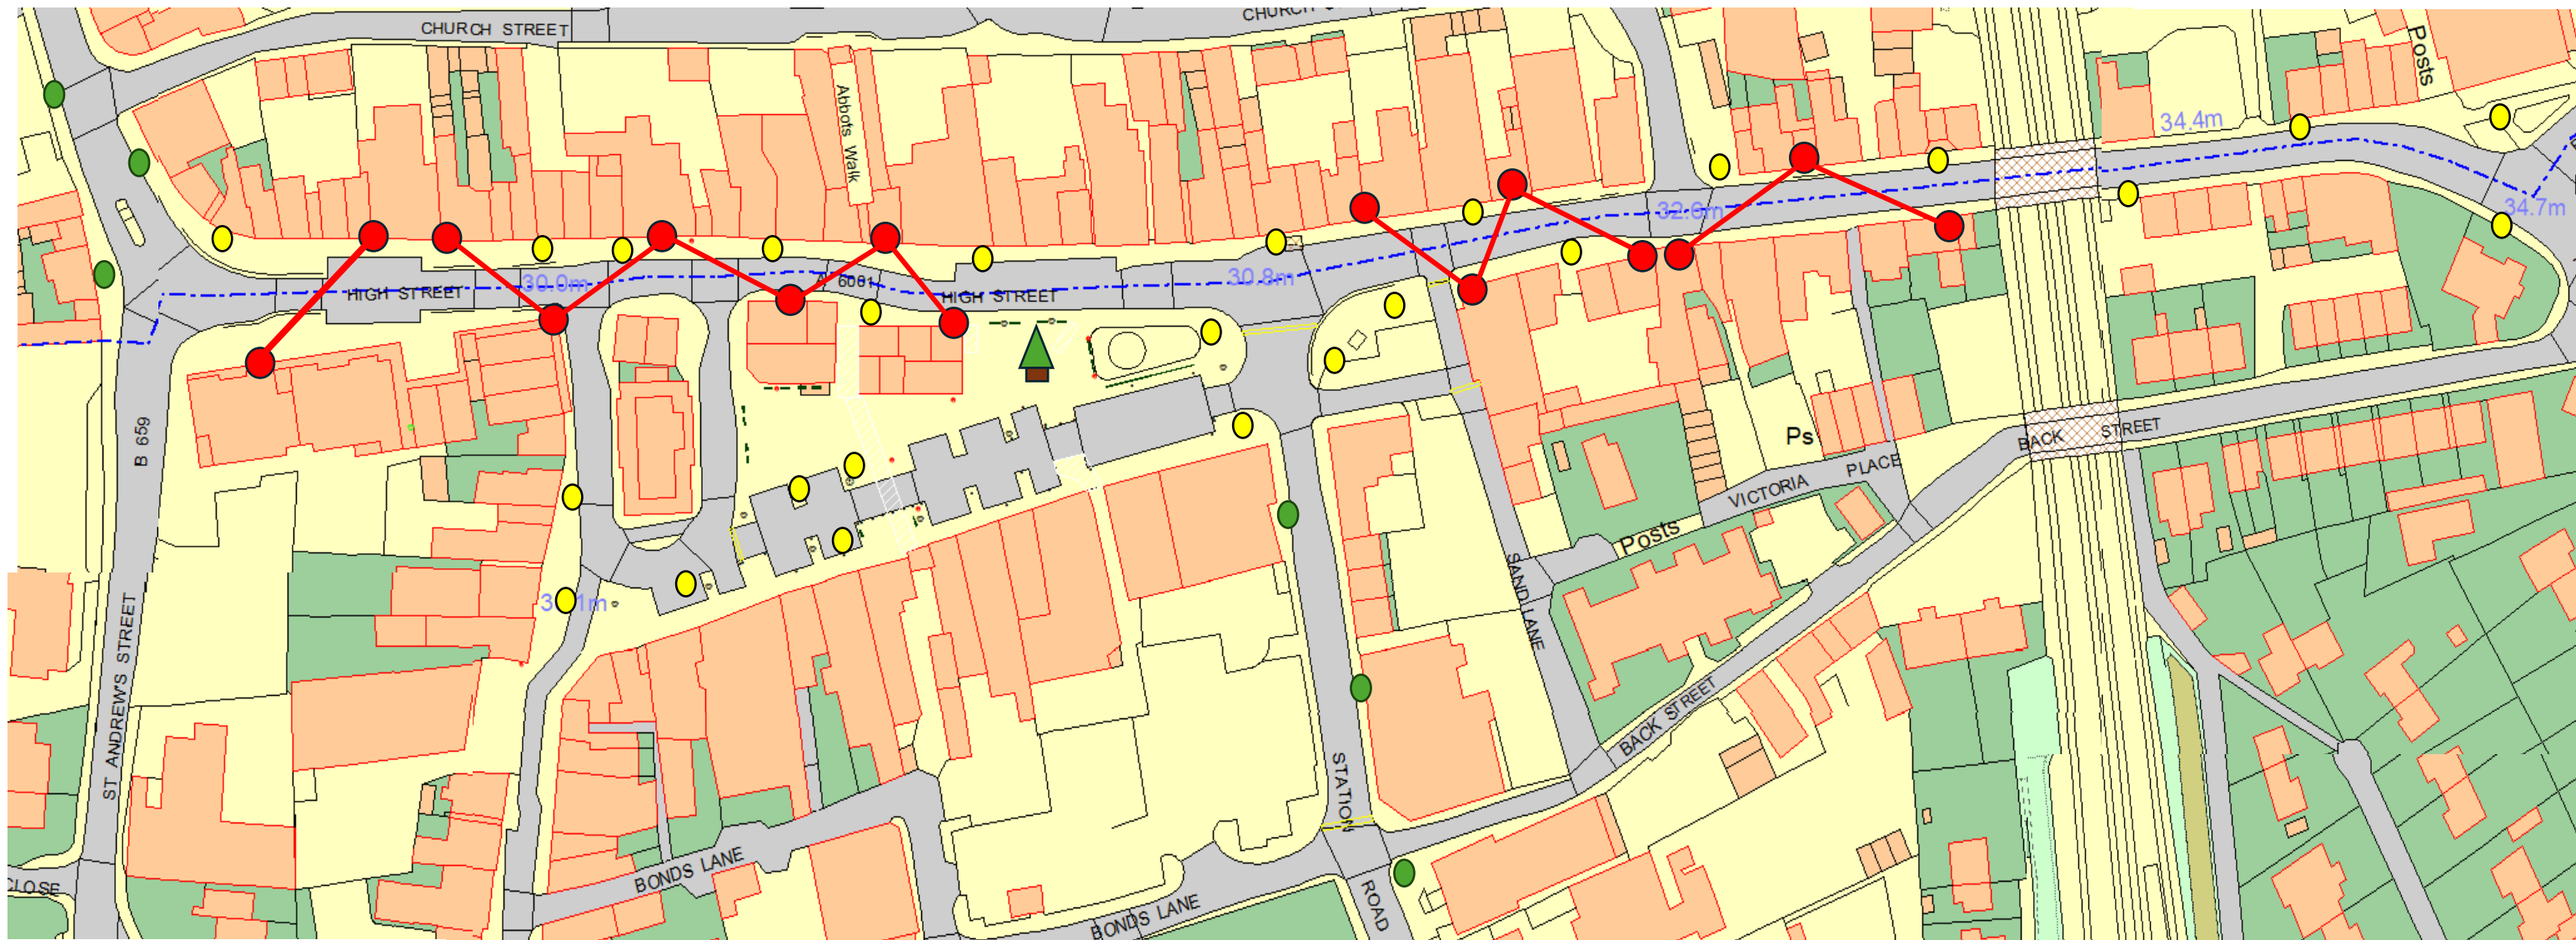 CHURCH STREET
Posts
Abbots Walk
34.4m
34.7m
32.6m
30.8m
30.0m
HIGH STREET
HIGH STREET
B 659
BACK STREET
Ps
VICTORIA PLACE
Posts
SAND LANE
ST ANDREW'S STREET
BACK STREET
STATION ROAD
BONDS LANE
CLOSE
BONDS LANE